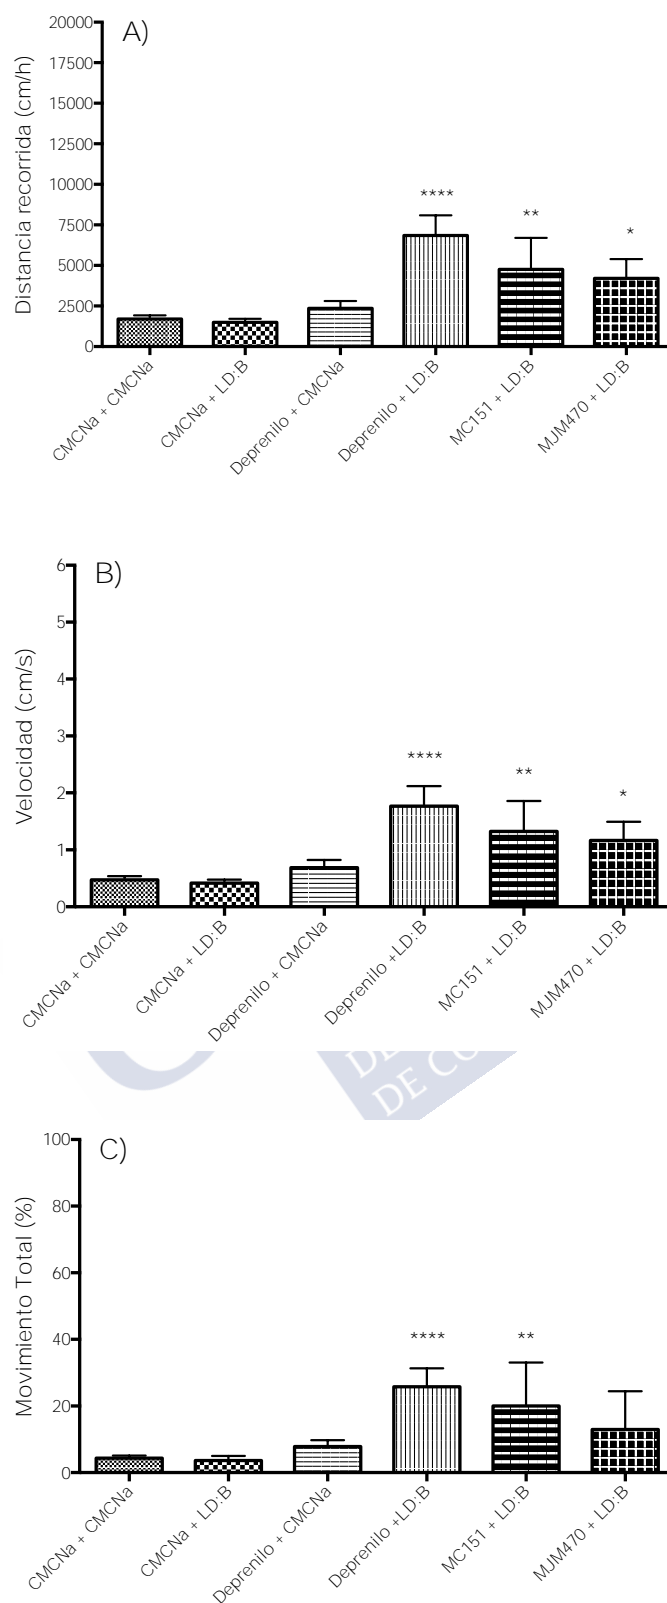 A)
Distancia recorrida (cm/h)
20000
17500
15000
12500
10000
7500
5000
2500
0
****
**
*
CMCNa + CMCNa
CMCNa + LD:B
Deprenilo + CMCNa
Deprenilo + LD:B
MC151 + LD:B
MJM470 + LD:B
B)
Velocidad (cm/s)
6
5
4
3
2
1
0
****
**
*
CMCNa + CMCNa
CMCNa + LD:B
Deprenilo + CMCNa
Deprenilo +LD:B
MC151 + LD:B
MJM470 + LD:B
DE CO
C)
Movimiento Total (%)
100
80
60
40
20
0
****
**
CMCNa + CMCNa
CMCNa + LD:B
Deprenilo + CMCNa
Deprenilo +LD:B
MC151 + LD:B
MJM470 + LD:B